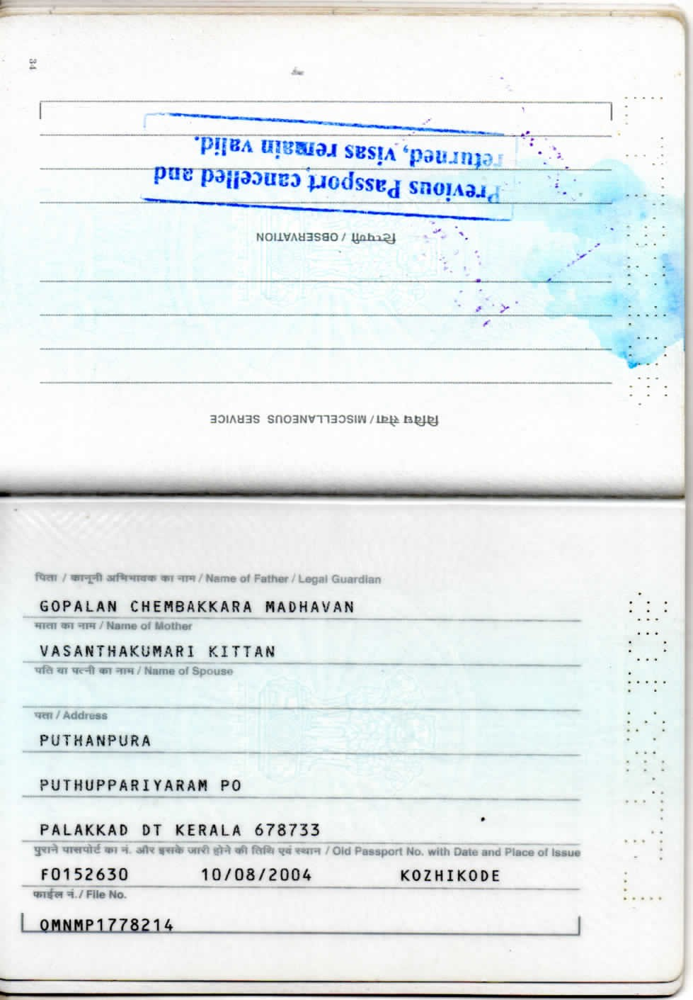 34
Previous Passport cancelled and
returned, visas remain valid.
टिप्पणी / OBSERVATION
विविध सेवा / MISCELLANEOUS SERVICE
पिता / कानूनी अभिभावक का नाम / Name of Father / Legal Guardian
GOPALAN CHEMBAKKARA MADHAVAN
माता का नाम / Name of Mother
VASANTHAKUMARI KITTAN
पति या पत्नी का नाम / Name of Spouse
पता / Address
PUTHANPURA
PUTHUPPARIYARAM PO
PALAKKAD DT KERALA 678733
पुराने पासपोर्ट का नं. और इसके जारी होने की तिथि एवं स्थान / Old Passport No. with Date and Place of Issue
F0152630 10/08/2004 KOZHIKODE
फाईल नं./ File No.
OMNMP1778214